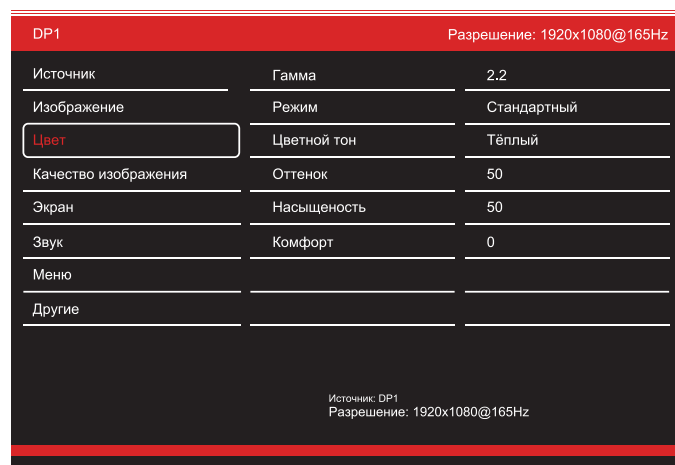 DP1 Разрешение: 1920x1080@165Hz
Источник Гамма 2.2
Изображение Режим Стандартный
Цвет Цветной тон Тёплый
Качество изображения Оттенок 50
Экран Насыщеность 50
Звук Комфорт 0
Меню
Другие
Источник: DP1
Разрешение: 1920x1080@165Hz